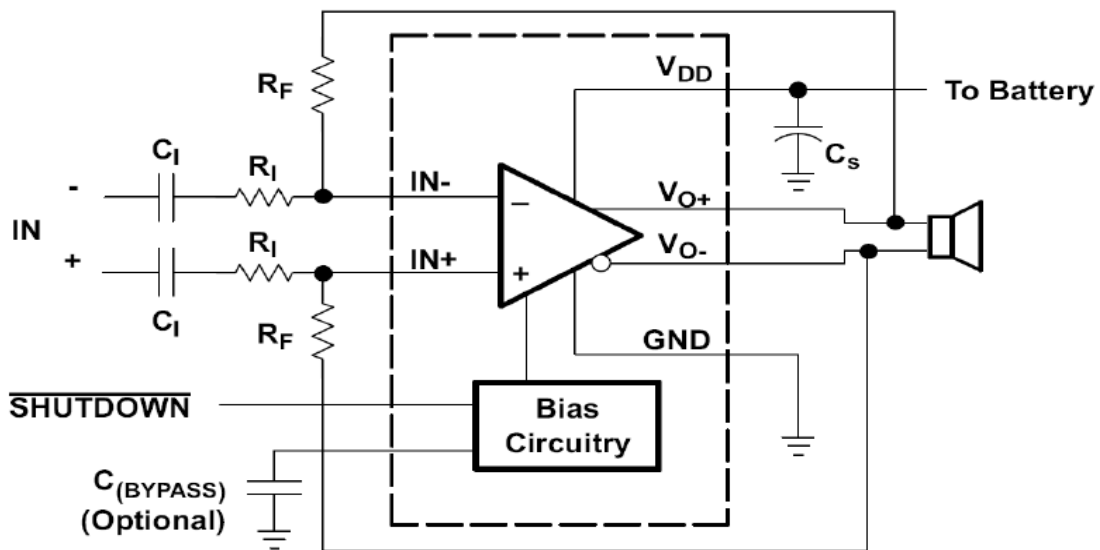 V_DD
R_F
To Battery
C_I
R_I
C_s
-
IN-
−
V_O+
IN
V_O-
+
R_I
IN+
+
C_I
R_F
GND
SHUTDOWN
Bias
Circuitry
C_(BYPASS)
(Optional)